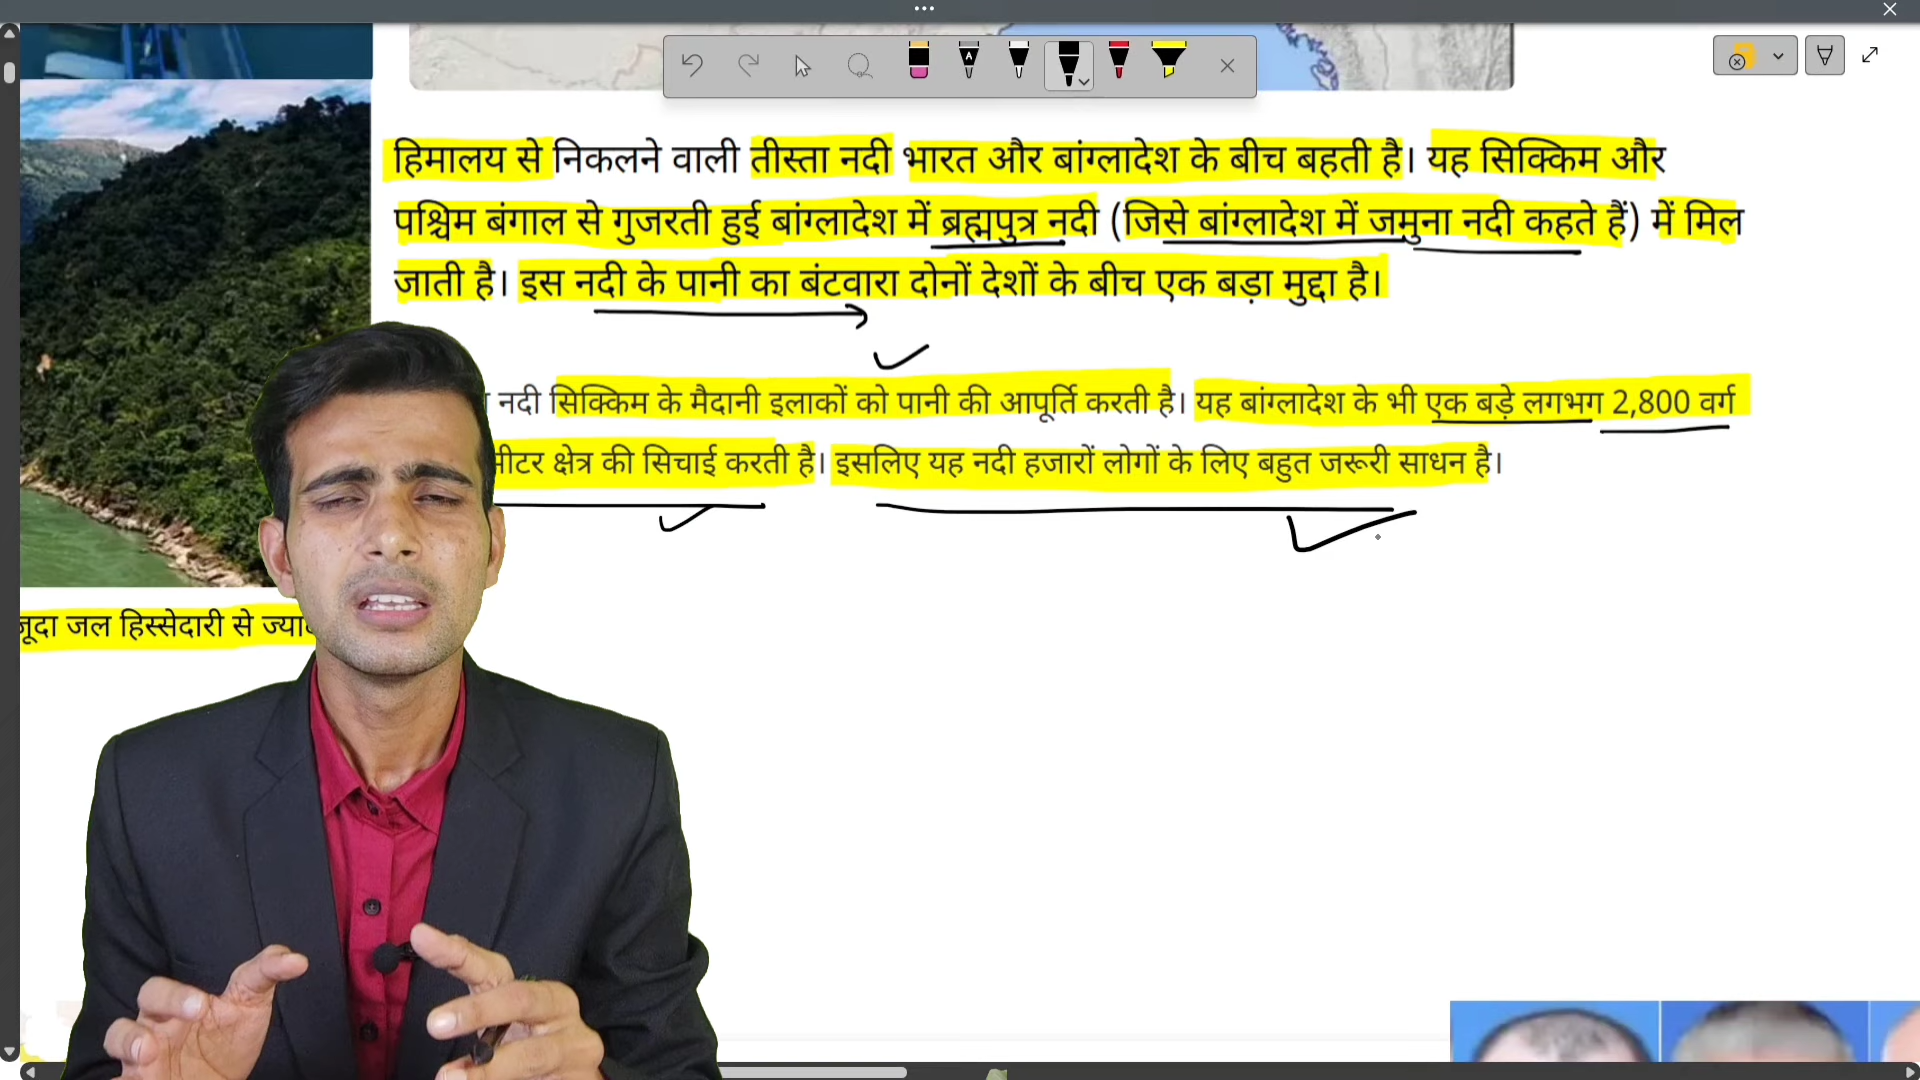 हिमालय से निकलने वाली तीस्ता नदी भारत और बांग्लादेश के बीच बहती है। यह सिक्किम और
पश्चिम बंगाल से गुजरती हुई बांग्लादेश में ब्रह्मपुत्र नदी (जिसे बांग्लादेश में जमुना नदी कहते हैं) में मिल
जाती है। इस नदी के पानी का बंटवारा दोनों देशों के बीच एक बड़ा मुद्दा है।
नदी सिक्किम के मैदानी इलाकों को पानी की आपूर्ति करती है। यह बांग्लादेश के भी एक बड़े लगभग 2,800 वर्ग
क्षेत्र की सिचाई करती है। इसलिए यह नदी हजारों लोगों के लिए बहुत जरूरी साधन है।
जल हिस्सेदारी से